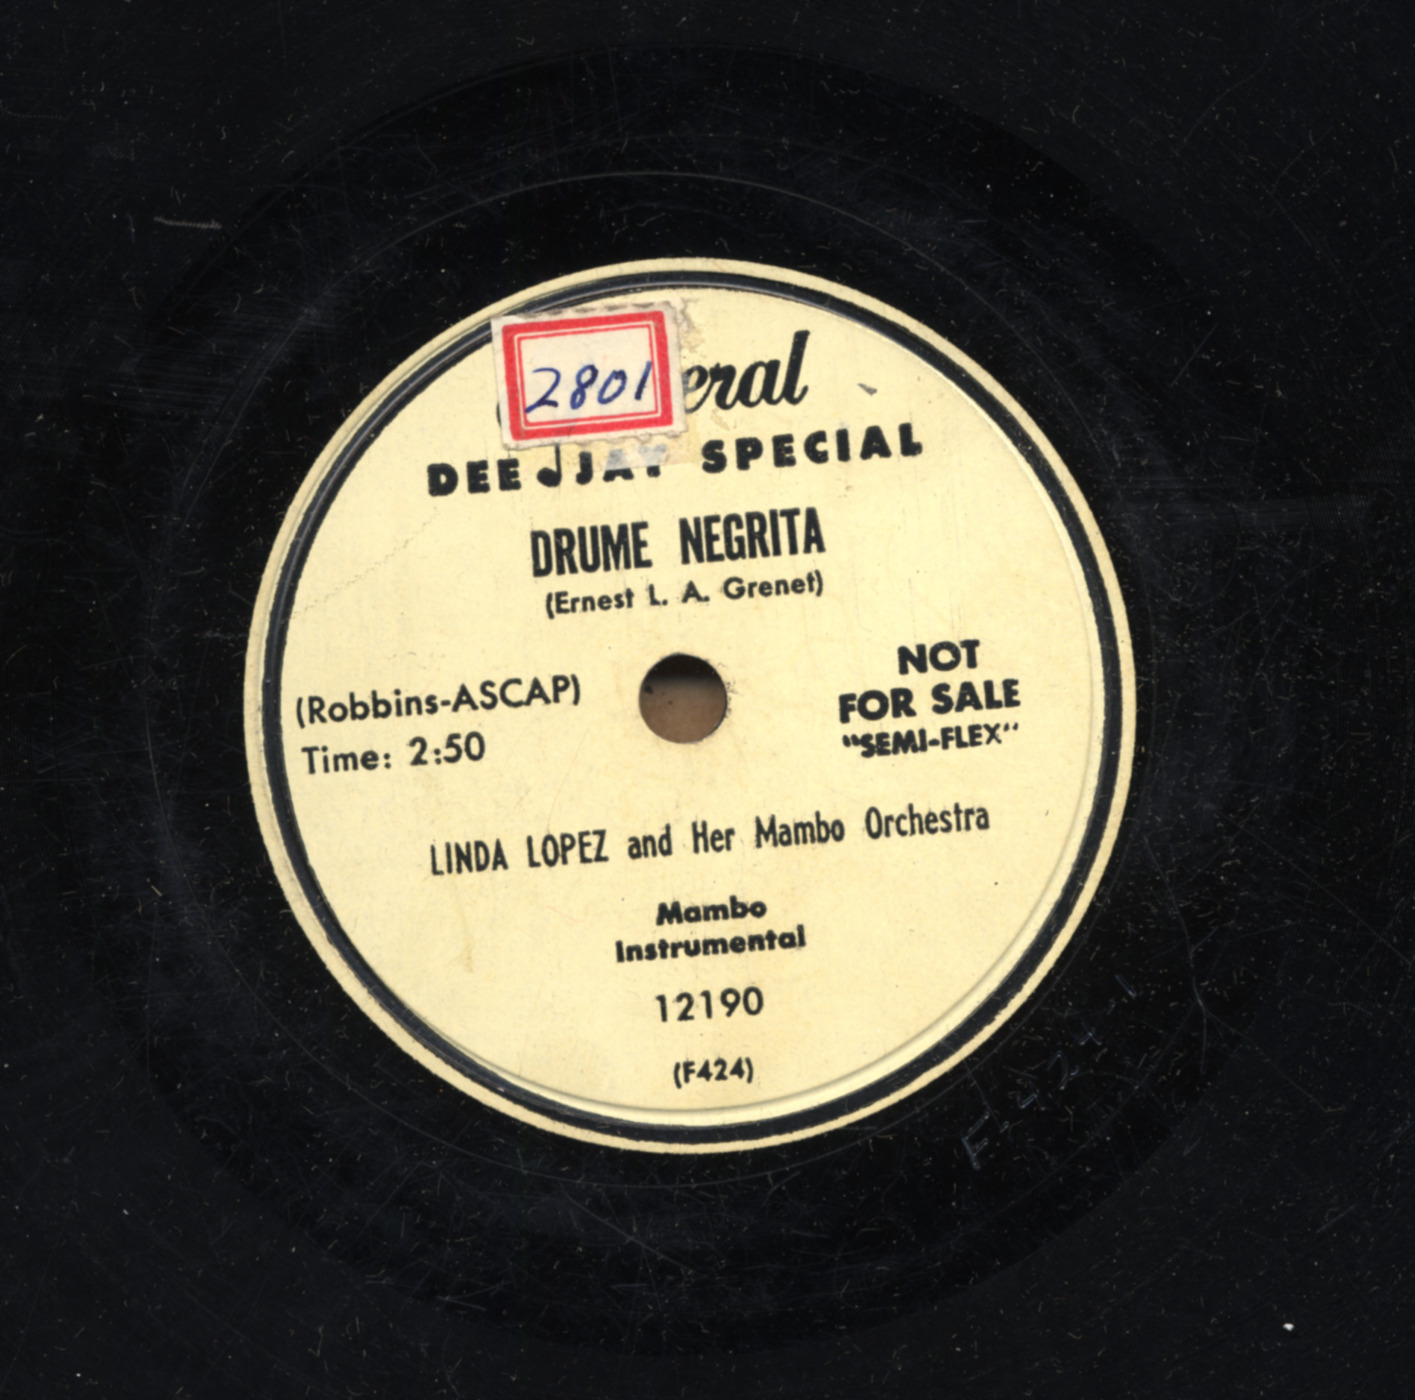 2801
eral
DEE JAY SPECIAL
DRUME NEGRITA
(Ernest L. A. Grenet)
NOT
FOR SALE
"SEMI-FLEX"
(Robbins-ASCAP)
Time: 2:50
LINDA LOPEZ and Her Mambo Orchestra
Mambo
Instrumental
12190
(F424)